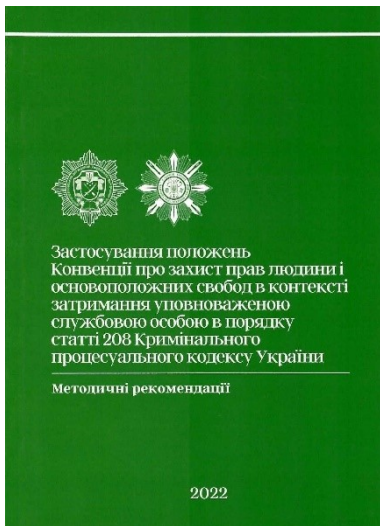 Застосування положень
Конвенції про захист прав людини і
основоположних свобод в контексті
затримання уповноваженою
службовою особою в порядку
статті 208 Кримінального
процесуального кодексу України
Методичні рекомендації
2022